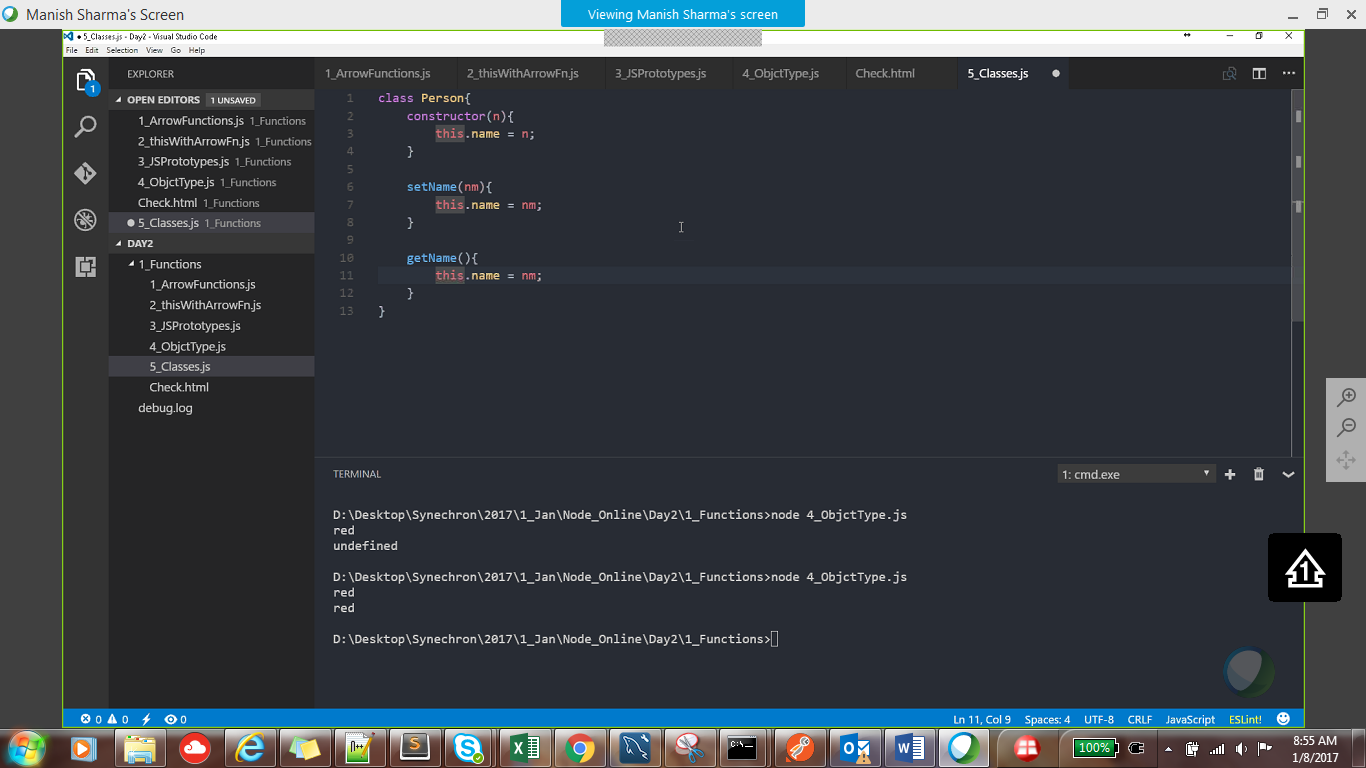 Manish Sharma's Screen
Viewing Manish Sharma's screen
● 5_Classes.js - Day2 - Visual Studio Code
File Edit Selection View Go Help
EXPLORER
OPEN EDITORS 1 UNSAVED
1_ArrowFunctions.js 1_Functions
2_thisWithArrowFn.js 1_Functions
3_JSPrototypes.js 1_Functions
4_ObjctType.js 1_Functions
Check.html 1_Functions
● 5_Classes.js 1_Functions
DAY2
1_Functions
1_ArrowFunctions.js
2_thisWithArrowFn.js
3_JSPrototypes.js
4_ObjctType.js
5_Classes.js
Check.html
debug.log
1
1_ArrowFunctions.js 2_thisWithArrowFn.js 3_JSPrototypes.js 4_ObjctType.js Check.html 5_Classes.js ●
1 class Person{
2 constructor(n){
3 this.name = n;
4 }
5
6 setName(nm){
7 this.name = nm;
8 }
9
10 getName(){
11 this.name = nm;
12 }
13 }
TERMINAL 1: cmd.exe
D:\Desktop\Synechron\2017\1_Jan\Node_Online\Day2\1_Functions>node 4_ObjctType.js
red
undefined
D:\Desktop\Synechron\2017\1_Jan\Node_Online\Day2\1_Functions>node 4_ObjctType.js
red
red
D:\Desktop\Synechron\2017\1_Jan\Node_Online\Day2\1_Functions>
1
0 0 0 Ln 11, Col 9 Spaces: 4 UTF-8 CRLF JavaScript ESLint!
100% 8:55 AM
1/8/2017